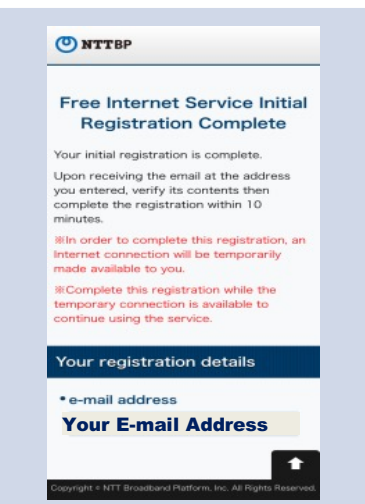 NTTBP
Free Internet Service Initial
Registration Complete
Your initial registration is complete.
Upon receiving the email at the address
you entered, verify its contents then
complete the registration within 10
minutes.
※In order to complete this registration, an
Internet connection will be temporarily
made available to you.
※Complete this registration while the
temporary connection is available to
continue using the service.
Your registration details
• e-mail address
Your E-mail Address
Copyright © NTT Broadband Platform, Inc. All Rights Reserved.